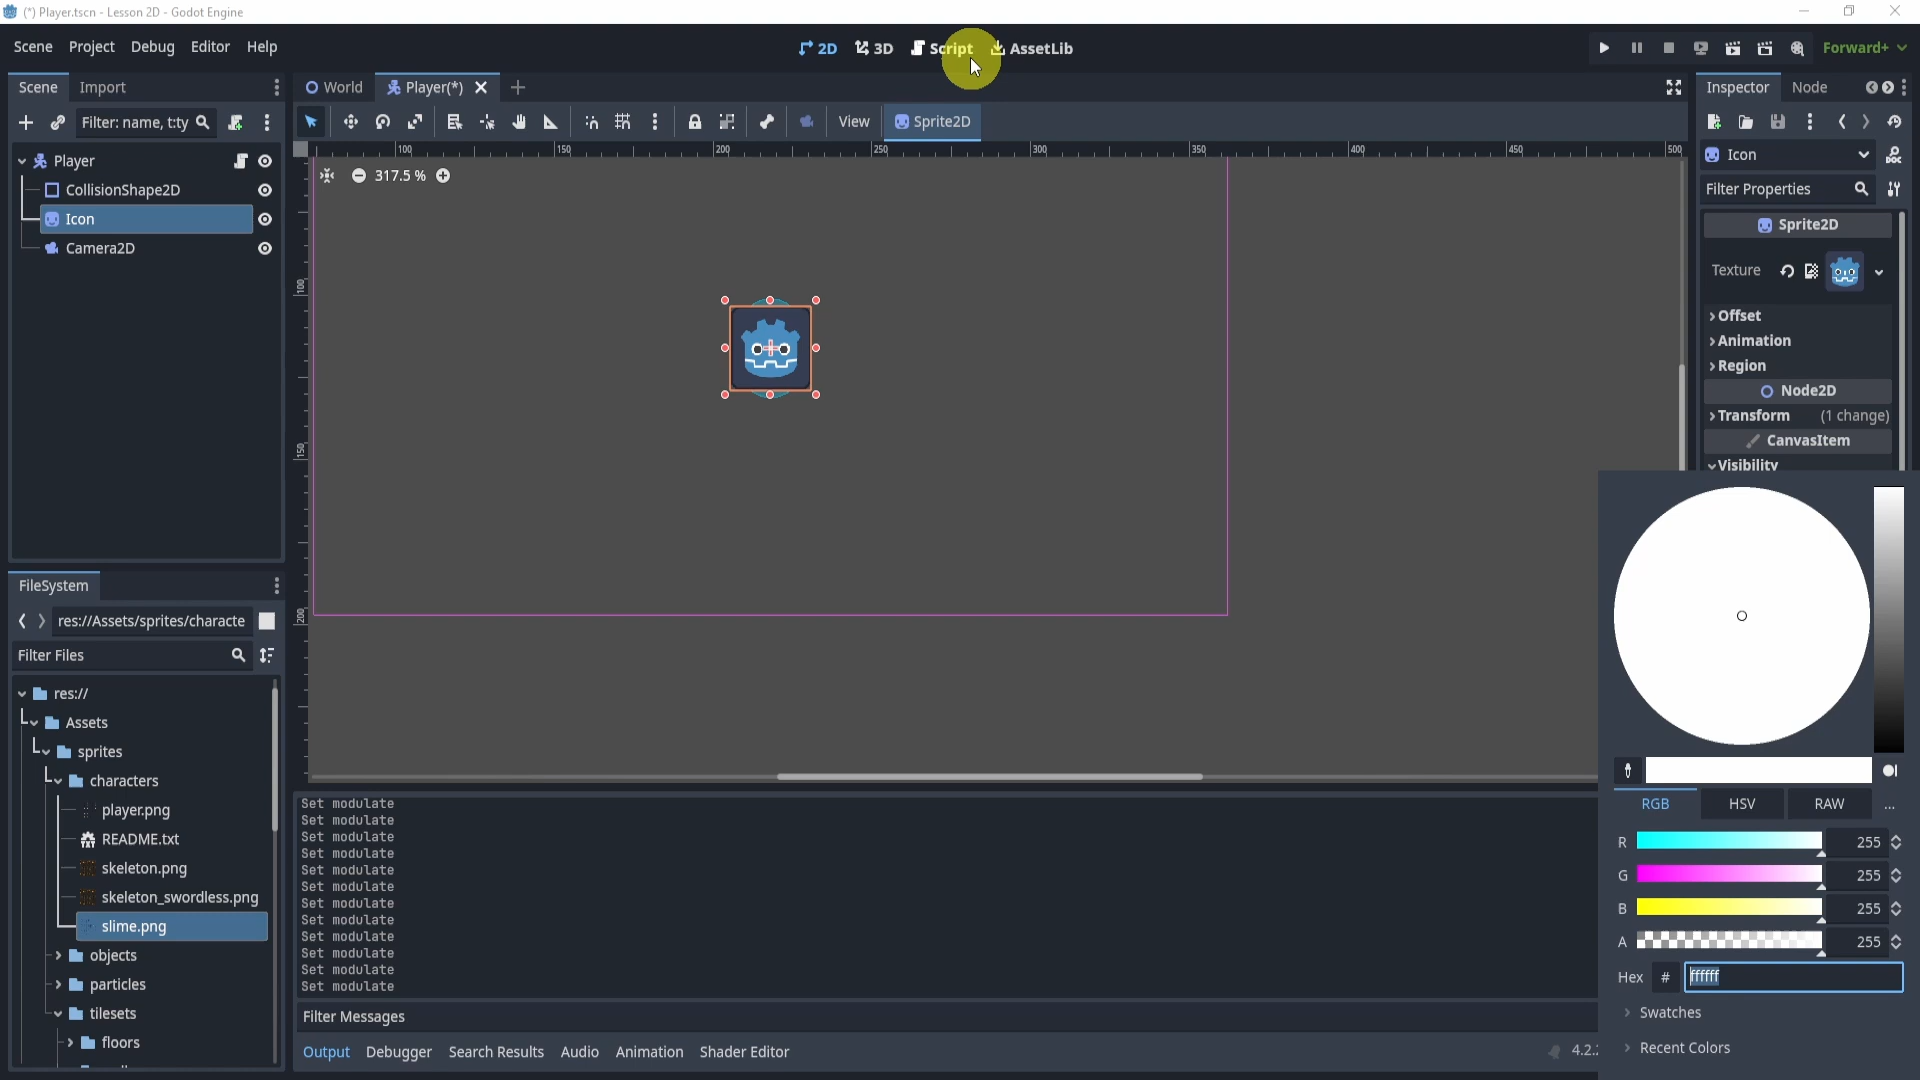 (*) Player.tscn - Lesson 2D - Godot Engine
Scene Project Debug Editor Help
2D 3D Script AssetLib
Forward+
Scene Import
World Player(*)
Inspector Node
Filter: name, t:ty
View Sprite2D
100 150 200 250 300 350 400 450 500
Player
CollisionShape2D
Icon
Camera2D
317.5 %
100
150
200
Icon
Filter Properties
Sprite2D
Texture
Offset
Animation
Region
Node2D
Transform (1 change)
CanvasItem
Visibility
FileSystem
res://Assets/sprites/characte
Filter Files
res://
Assets
sprites
characters
player.png
README.txt
skeleton.png
skeleton_swordless.png
slime.png
objects
particles
tilesets
floors
Set modulate
Set modulate
Set modulate
Set modulate
Set modulate
Set modulate
Set modulate
Set modulate
Set modulate
Set modulate
Set modulate
Set modulate
Filter Messages
Output Debugger Search Results Audio Animation Shader Editor
4.2.
RGB HSV RAW ...
R 255
G 255
B 255
A 255
Hex # ffffff
Swatches
Recent Colors